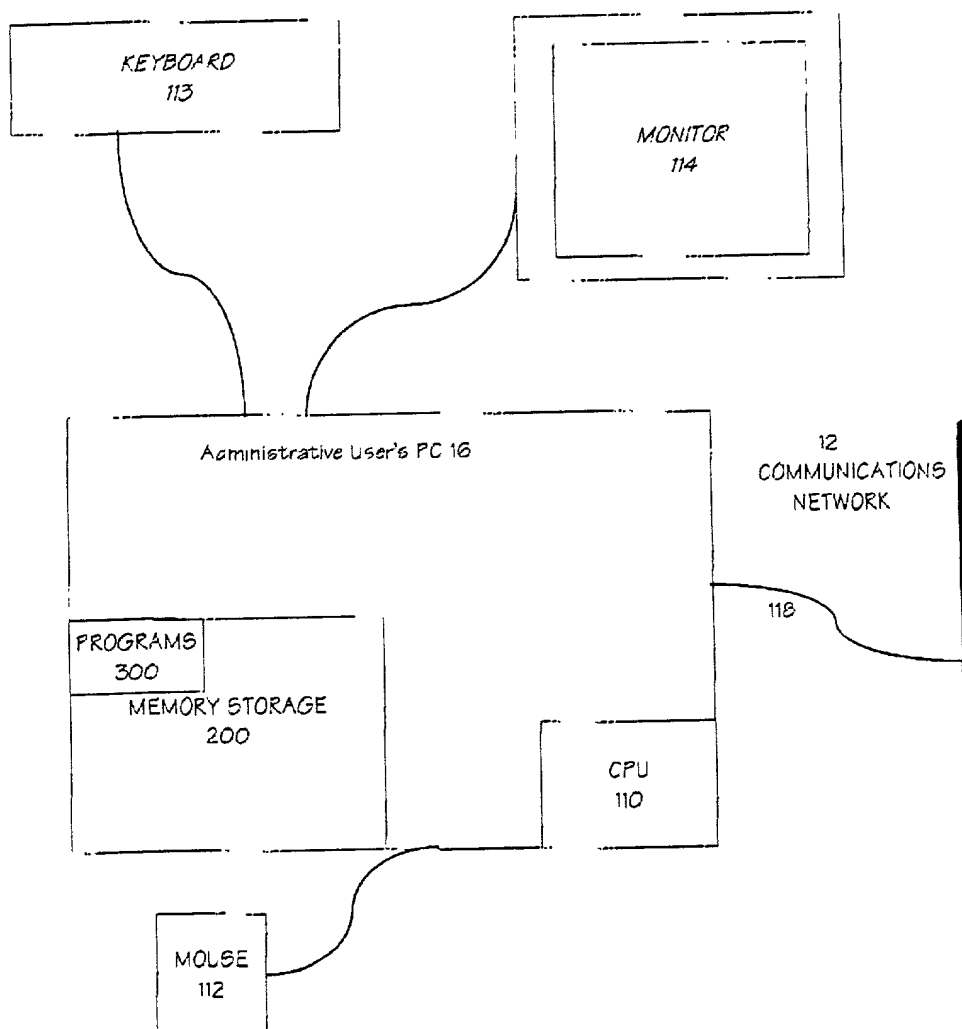 KEYBOARD
113
MONITOR
114
Administrative User's PC 16
12
COMMUNICATIONS
NETWORK
118
PROGRAMS
300
MEMORY STORAGE
200
CPU
110
MOUSE
112